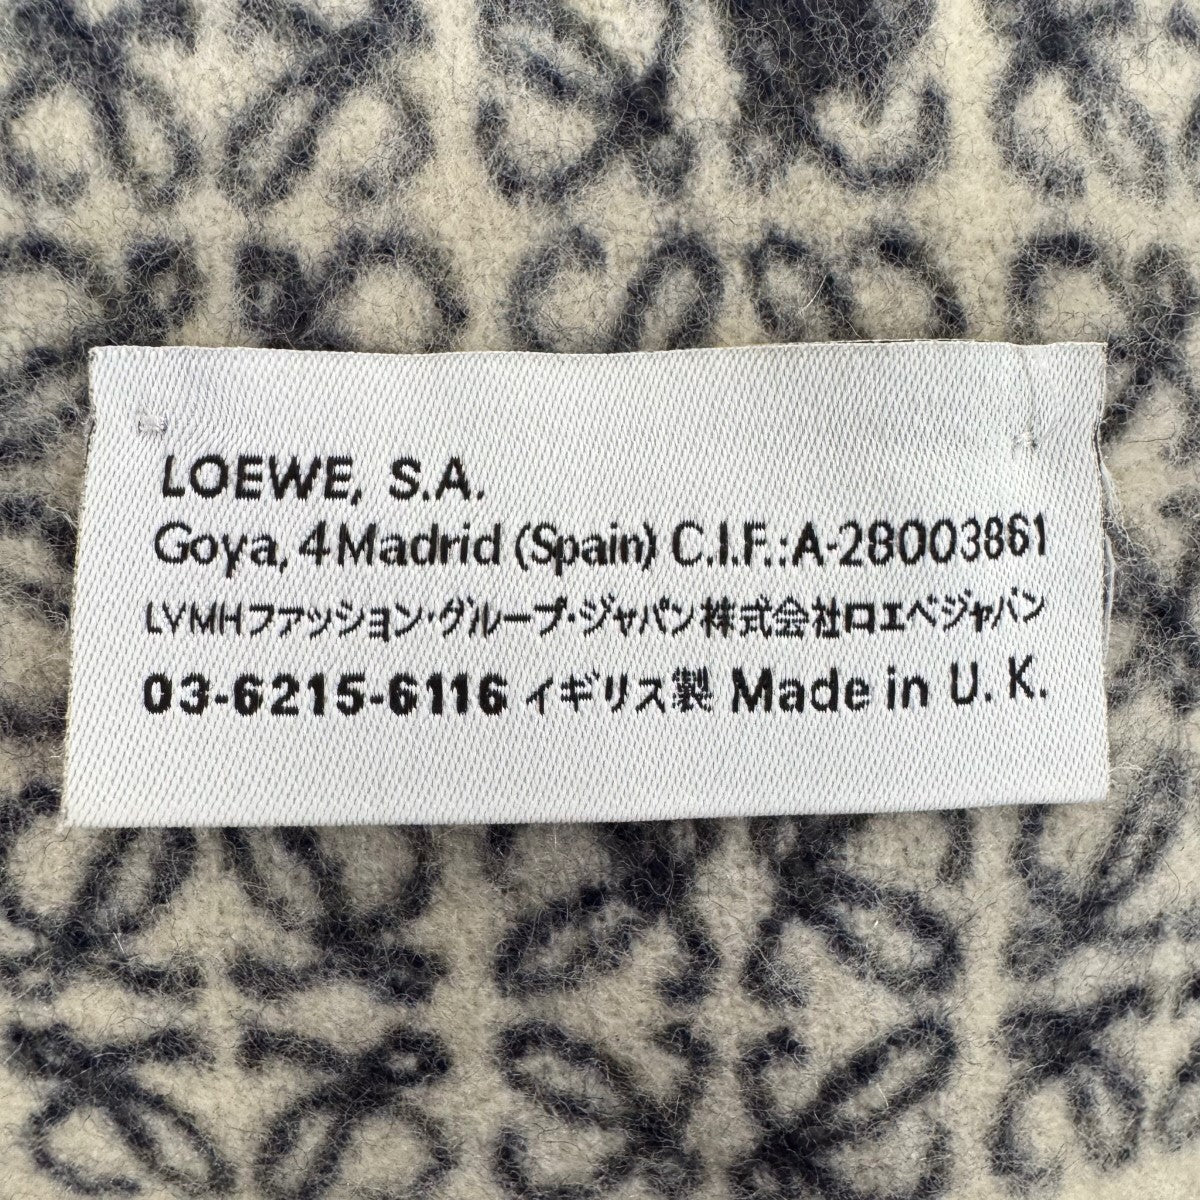 LOEWE, S.A.
Goya, 4 Madrid (Spain) C.I.F.:A-28003861
LVMHファッション・グループ・ジャパン株式会社ロエベジャパン
03-6215-6116 イギリス製 Made in U. K.